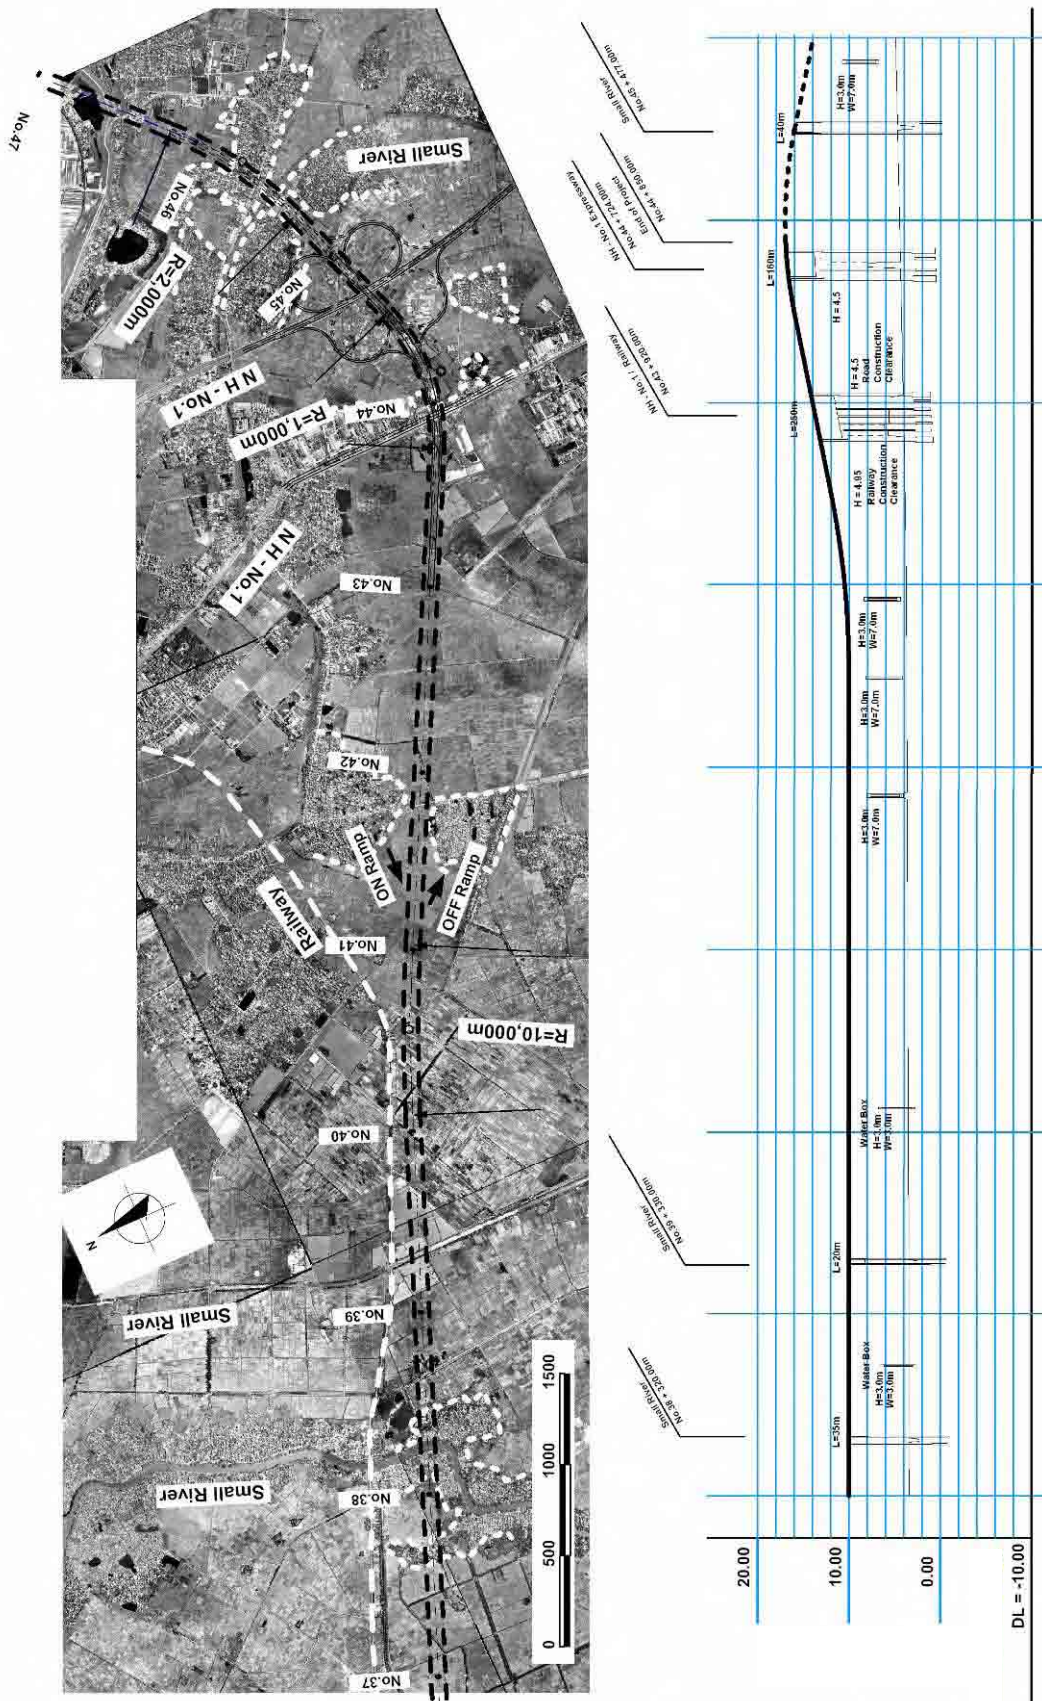 No.47
No.46
R=2,000m
Small River
No.45
NH - No.1
R=1,000m
No.44
NH - No.1
No.43
No.42
ON Ramp
OFF Ramp
Railway
No.41
R=10,000m
No.40
N
Small River
No.39
Small River
No.38
No.37
0
500
1000
1500
Small River
No.38 + 320.00m
Small River
No.39 + 330.00m
NH - No.1 / Railway
No.43 + 920.00m
NH - No.1 Expressway
No.44 + 724.00m
End of Project
No.44 + 850.00m
Small River
No.45 + 477.00m
20.00
10.00
0.00
DL = -10.00
L=35m
Water Box
H=3.0m
W=3.0m
L=20m
Water Box
H=3.0m
W=3.0m
H=3.0m
W=7.0m
H=3.0m
W=7.0m
H=3.0m
W=7.0m
L=250m
H = 4.95
Railway
Construction
Clearance
H = 4.5
Road
Construction
Clearance
H = 4.5
L=160m
L=40m
H=3.0m
W=7.0m